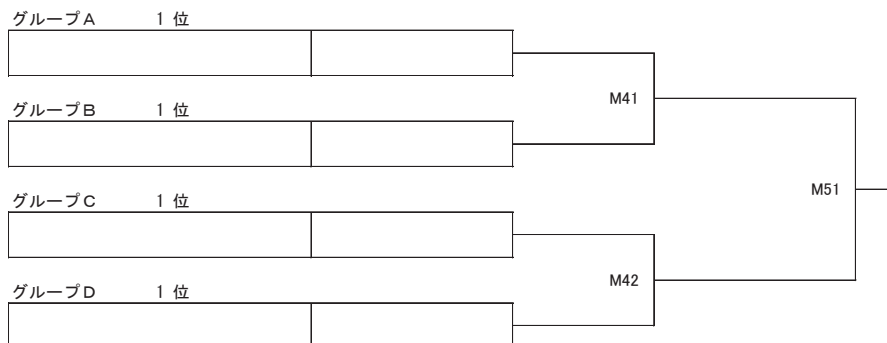 グループA 1 位
M41
グループB 1 位
M51
グループC 1 位
M42
グループD 1 位